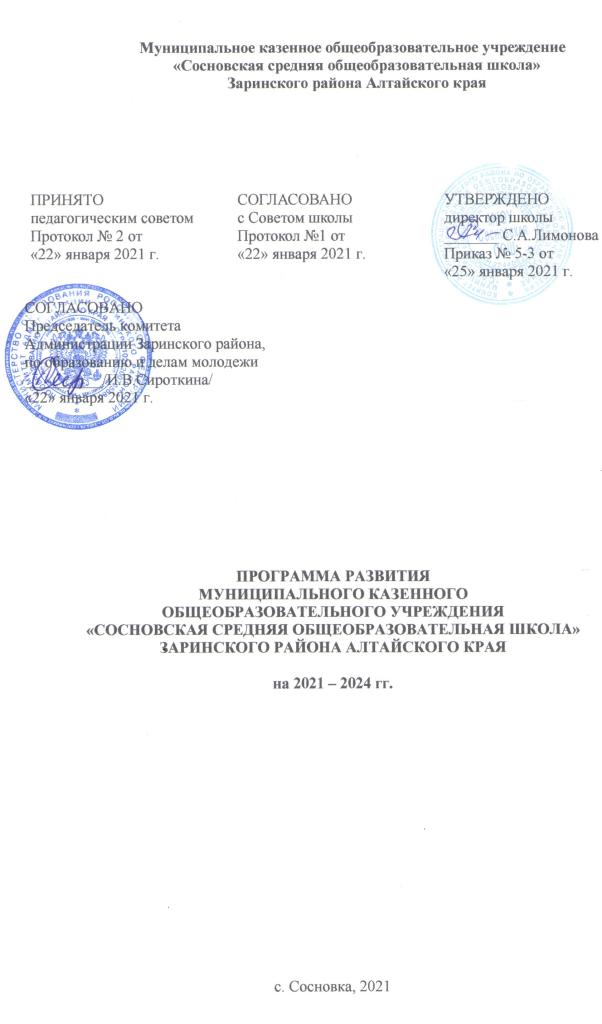 Муниципальное казенное общеобразовательное учреждение
«Сосновская средняя общеобразовательная школа»
Заринского района Алтайского края
ПРИНЯТО
педагогическим советом
Протокол № 2 от
«22» января 2021 г.
СОГЛАСОВАНО
с Советом школы
Протокол №1 от
«22» января 2021 г.
УТВЕРЖДЕНО
директор школы
С.А.Лимонова
Приказ № 5-3 от
«25» января 2021 г.
СОГЛАСОВАНО
Председатель комитета
Администрации Заринского района,
по образованию и делам молодежи
/И.В.Сироткина/
«22» января 2021 г.
ПРОГРАММА РАЗВИТИЯ
МУНИЦИПАЛЬНОГО КАЗЕННОГО
ОБЩЕОБРАЗОВАТЕЛЬНОГО УЧРЕЖДЕНИЯ
«СОСНОВСКАЯ СРЕДНЯЯ ОБЩЕОБРАЗОВАТЕЛЬНАЯ ШКОЛА»
ЗАРИНСКОГО РАЙОНА АЛТАЙСКОГО КРАЯ
на 2021 – 2024 гг.
с. Сосновка, 2021